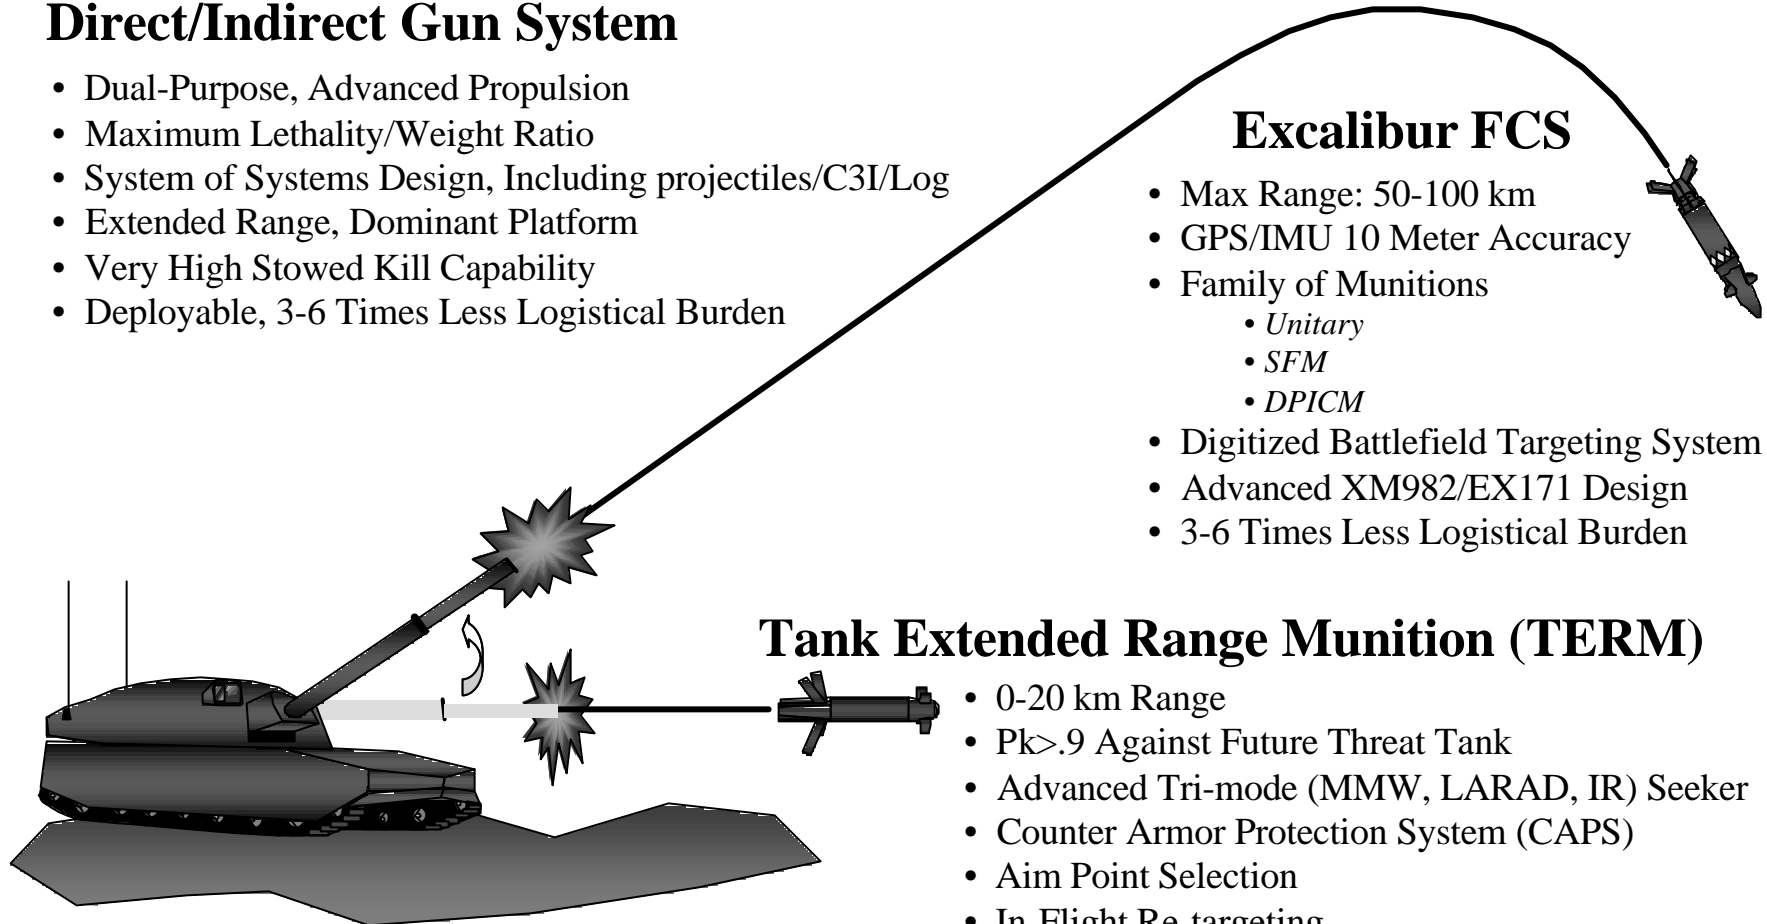 Direct/Indirect Gun System
• Dual-Purpose, Advanced Propulsion
• Maximum Lethality/Weight Ratio
• System of Systems Design, Including projectiles/C3I/Log
• Extended Range, Dominant Platform
• Very High Stowed Kill Capability
• Deployable, 3-6 Times Less Logistical Burden
Excalibur FCS
• Max Range: 50-100 km
• GPS/IMU 10 Meter Accuracy
• Family of Munitions
• Unitary
• SFM
• DPICM
• Digitized Battlefield Targeting System
• Advanced XM982/EX171 Design
• 3-6 Times Less Logistical Burden
Tank Extended Range Munition (TERM)
• 0-20 km Range
• Pk>.9 Against Future Threat Tank
• Advanced Tri-mode (MMW, LARAD, IR) Seeker
• Counter Armor Protection System (CAPS)
• Aim Point Selection
• In-Flight Re-targeting